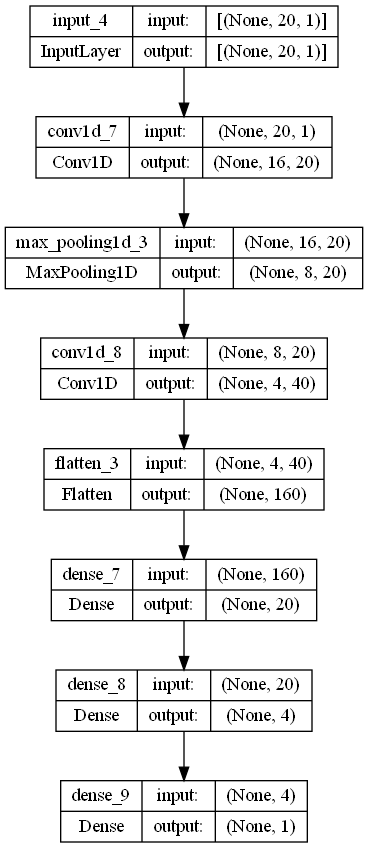 input_4 input: [(None, 20, 1)]
InputLayer output: [(None, 20, 1)]
conv1d_7 input: (None, 20, 1)
Conv1D output: (None, 16, 20)
max_pooling1d_3 input: (None, 16, 20)
MaxPooling1D output: (None, 8, 20)
conv1d_8 input: (None, 8, 20)
Conv1D output: (None, 4, 40)
flatten_3 input: (None, 4, 40)
Flatten output: (None, 160)
dense_7 input: (None, 160)
Dense output: (None, 20)
dense_8 input: (None, 20)
Dense output: (None, 4)
dense_9 input: (None, 4)
Dense output: (None, 1)